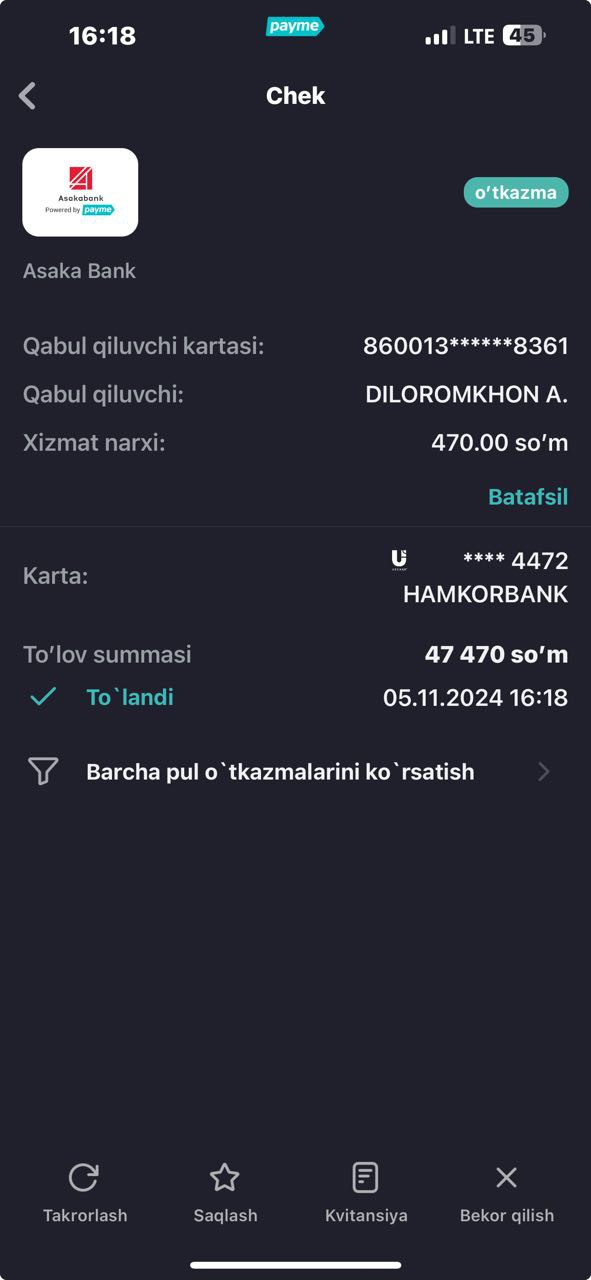 16:18
payme
LTE 45
Chek
Asakabank
Powered by payme
o‘tkazma
Asaka Bank
Qabul qiluvchi kartasi: 860013******8361
Qabul qiluvchi: DILOROMKHON A.
Xizmat narxi: 470.00 so‘m
Batafsil
Karta: **** 4472
HAMKORBANK
To‘lov summasi 47 470 so‘m
To`landi 05.11.2024 16:18
Barcha pul o`tkazmalarini ko`rsatish
Takrorlash Saqlash Kvitansiya Bekor qilish